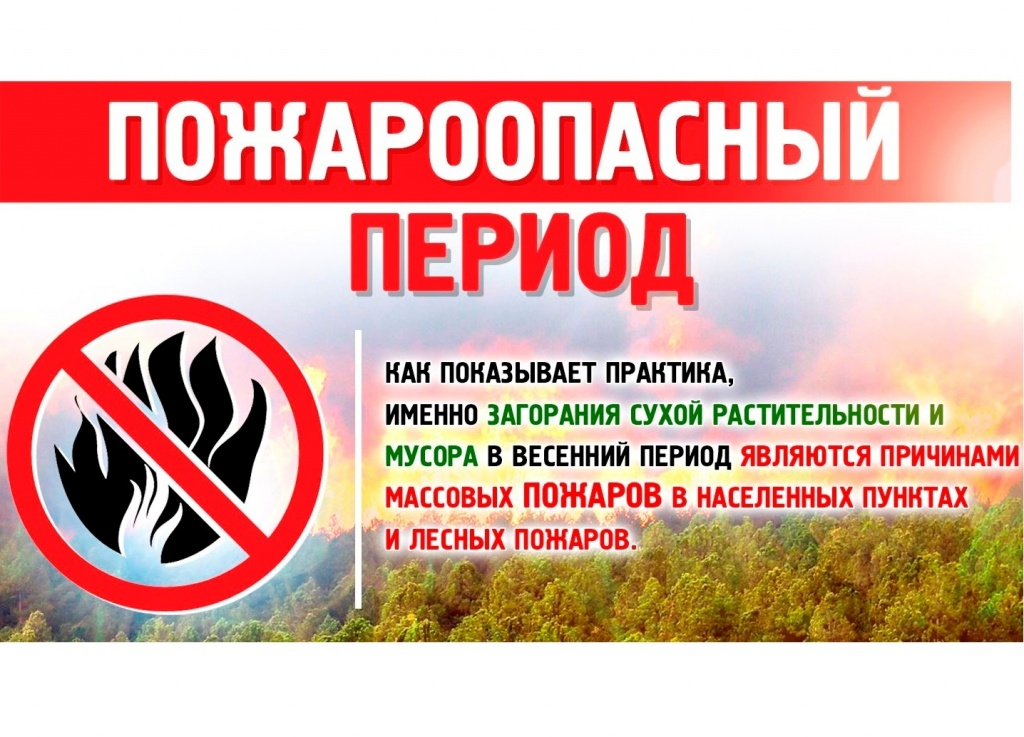 ПОЖАРООПАСНЫЙ
ПЕРИОД
КАК ПОКАЗЫВАЕТ ПРАКТИКА,
ИМЕННО ЗАГОРАНИЯ СУХОЙ РАСТИТЕЛЬНОСТИ И
МУСОРА В ВЕСЕННИЙ ПЕРИОД ЯВЛЯЮТСЯ ПРИЧИНАМИ
МАССОВЫХ ПОЖАРОВ В НАСЕЛЕННЫХ ПУНКТАХ
И ЛЕСНЫХ ПОЖАРОВ.